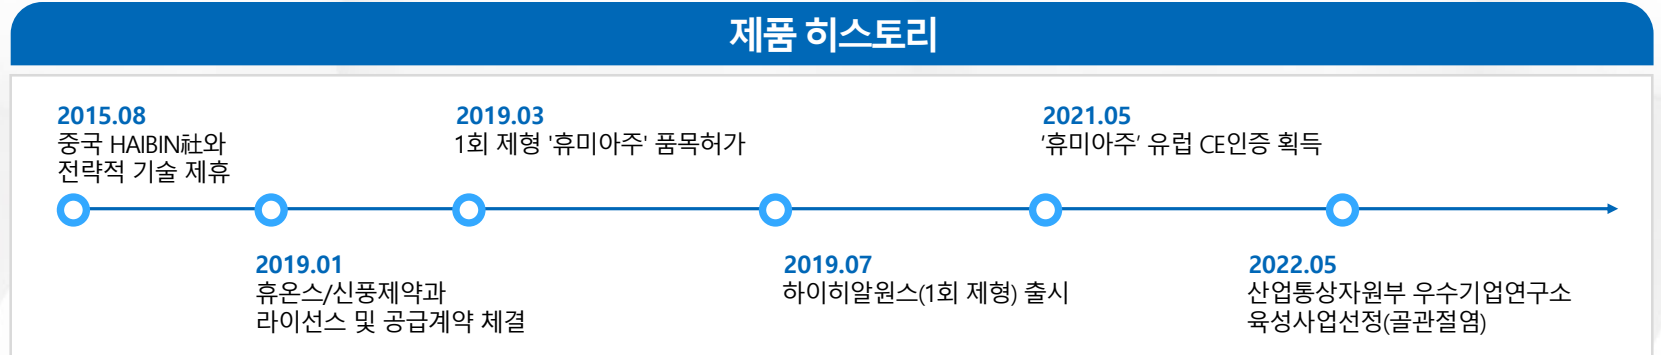 제품 히스토리
2015.08
중국 HAIBIN社와
전략적 기술 제휴
2019.01
휴온스/신풍제약과
라이선스 및 공급계약 체결
2019.03
1회 제형 '휴미아주' 품목허가
2019.07
하이히알원스(1회 제형) 출시
2021.05
‘휴미아주’ 유럽 CE인증 획득
2022.05
산업통상자원부 우수기업연구소
육성사업선정(골관절염)